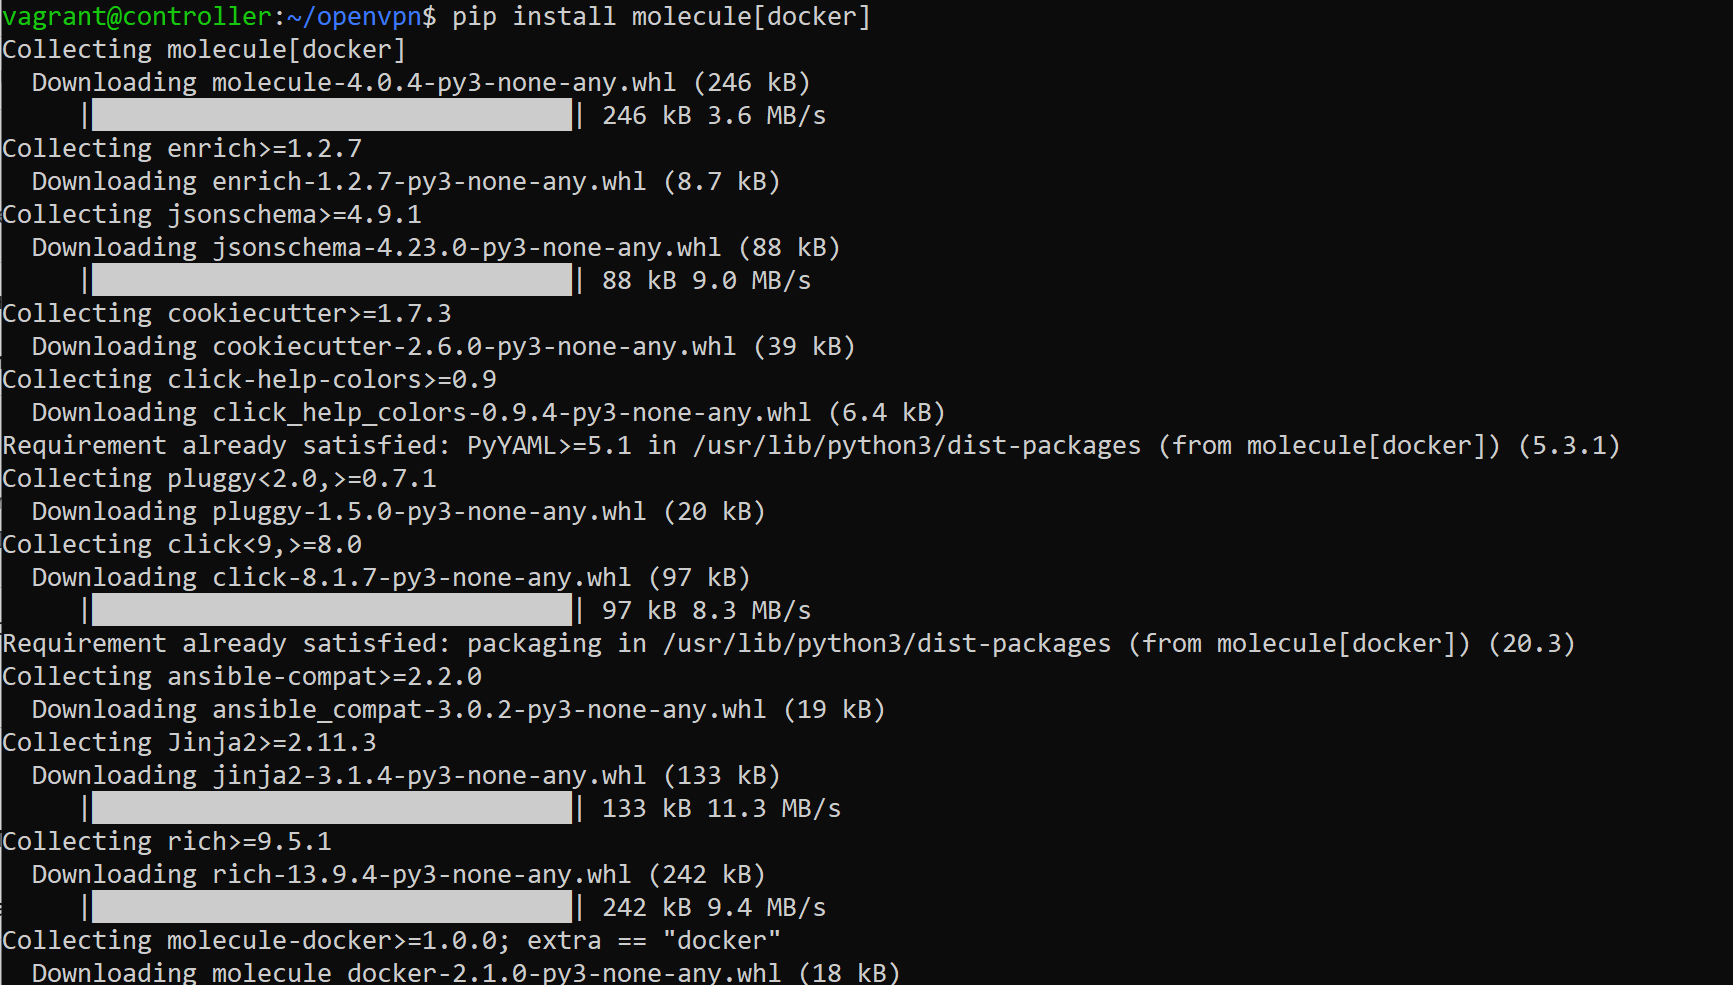 vagrant@controller:~/openvpn$ pip install molecule[docker]
Collecting molecule[docker]
  Downloading molecule-4.0.4-py3-none-any.whl (246 kB)
     |████████████████████████████████| 246 kB 3.6 MB/s
Collecting enrich>=1.2.7
  Downloading enrich-1.2.7-py3-none-any.whl (8.7 kB)
Collecting jsonschema>=4.9.1
  Downloading jsonschema-4.23.0-py3-none-any.whl (88 kB)
     |████████████████████████████████| 88 kB 9.0 MB/s
Collecting cookiecutter>=1.7.3
  Downloading cookiecutter-2.6.0-py3-none-any.whl (39 kB)
Collecting click-help-colors>=0.9
  Downloading click_help_colors-0.9.4-py3-none-any.whl (6.4 kB)
Requirement already satisfied: PyYAML>=5.1 in /usr/lib/python3/dist-packages (from molecule[docker]) (5.3.1)
Collecting pluggy<2.0,>=0.7.1
  Downloading pluggy-1.5.0-py3-none-any.whl (20 kB)
Collecting click<9,>=8.0
  Downloading click-8.1.7-py3-none-any.whl (97 kB)
     |████████████████████████████████| 97 kB 8.3 MB/s
Requirement already satisfied: packaging in /usr/lib/python3/dist-packages (from molecule[docker]) (20.3)
Collecting ansible-compat>=2.2.0
  Downloading ansible_compat-3.0.2-py3-none-any.whl (19 kB)
Collecting Jinja2>=2.11.3
  Downloading jinja2-3.1.4-py3-none-any.whl (133 kB)
     |████████████████████████████████| 133 kB 11.3 MB/s
Collecting rich>=9.5.1
  Downloading rich-13.9.4-py3-none-any.whl (242 kB)
     |████████████████████████████████| 242 kB 9.4 MB/s
Collecting molecule-docker>=1.0.0; extra == "docker"
  Downloading molecule_docker-2.1.0-py3-none-any.whl (18 kB)